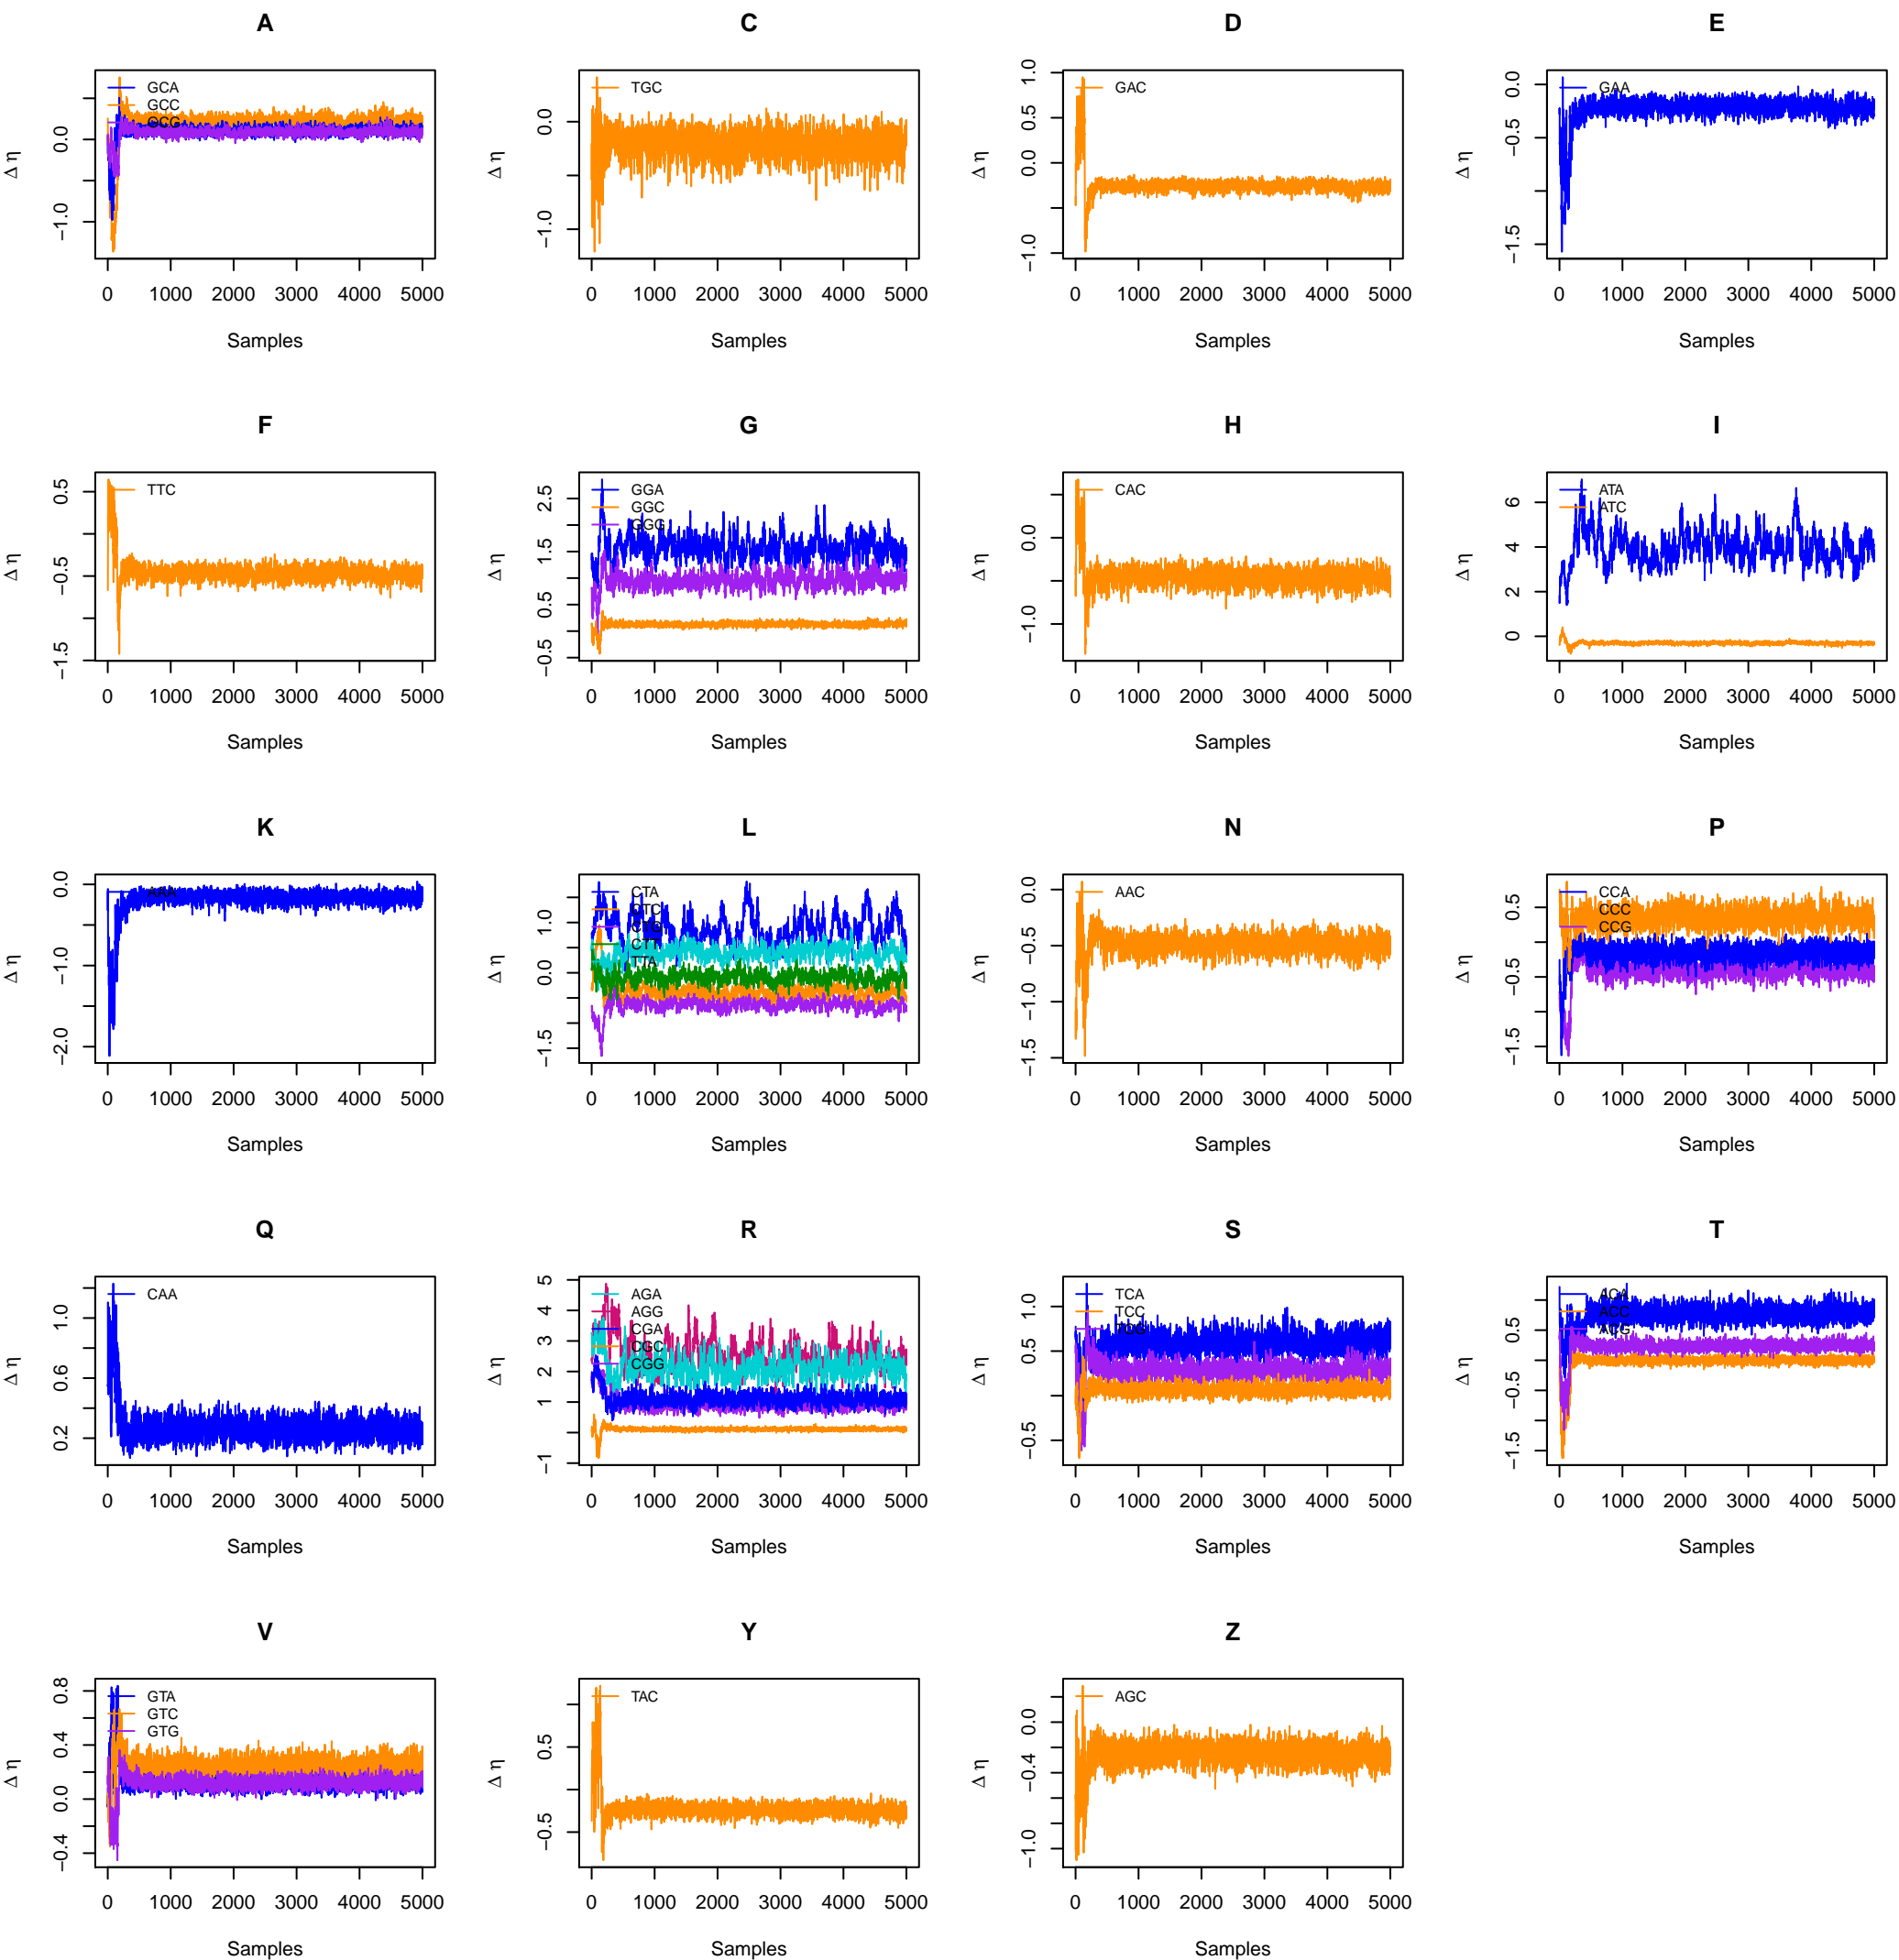 A
GCA
GCC
GCG
Δ η
0.0
−1.0
0 1000 2000 3000 4000 5000
Samples
C
TGC
Δ η
0.0
−1.0
0 1000 2000 3000 4000 5000
Samples
D
GAC
Δ η
1.0
0.5
0.0
−1.0
0 1000 2000 3000 4000 5000
Samples
E
GAA
Δ η
0.0
−0.5
−1.5
0 1000 2000 3000 4000 5000
Samples
F
TTC
Δ η
0.5
−0.5
−1.5
0 1000 2000 3000 4000 5000
Samples
G
GGA
GGC
GGG
Δ η
2.5
1.5
0.5
−0.5
0 1000 2000 3000 4000 5000
Samples
H
CAC
Δ η
0.0
−1.0
0 1000 2000 3000 4000 5000
Samples
I
ATA
ATC
Δ η
6
4
2
0
0 1000 2000 3000 4000 5000
Samples
K
AAA
Δ η
0.0
−1.0
−2.0
0 1000 2000 3000 4000 5000
Samples
L
CTA
CTC
CTG
CTT
TTA
Δ η
1.0
0.0
−1.5
0 1000 2000 3000 4000 5000
Samples
N
AAC
Δ η
0.0
−0.5
−1.0
−1.5
0 1000 2000 3000 4000 5000
Samples
P
CCA
CCC
CCG
Δ η
0.5
−0.5
−1.5
0 1000 2000 3000 4000 5000
Samples
Q
CAA
Δ η
1.0
0.6
0.2
0 1000 2000 3000 4000 5000
Samples
R
AGA
AGG
CGA
CGC
CGG
Δ η
5
4
3
2
1
−1
0 1000 2000 3000 4000 5000
Samples
S
TCA
TCC
TCG
Δ η
1.0
0.5
−0.5
0 1000 2000 3000 4000 5000
Samples
T
ACA
ACC
ACG
Δ η
0.5
−0.5
−1.5
0 1000 2000 3000 4000 5000
Samples
V
GTA
GTC
GTG
Δ η
0.8
0.4
0.0
−0.4
0 1000 2000 3000 4000 5000
Samples
Y
TAC
Δ η
0.5
−0.5
0 1000 2000 3000 4000 5000
Samples
Z
AGC
Δ η
0.0
−0.4
−1.0
0 1000 2000 3000 4000 5000
Samples